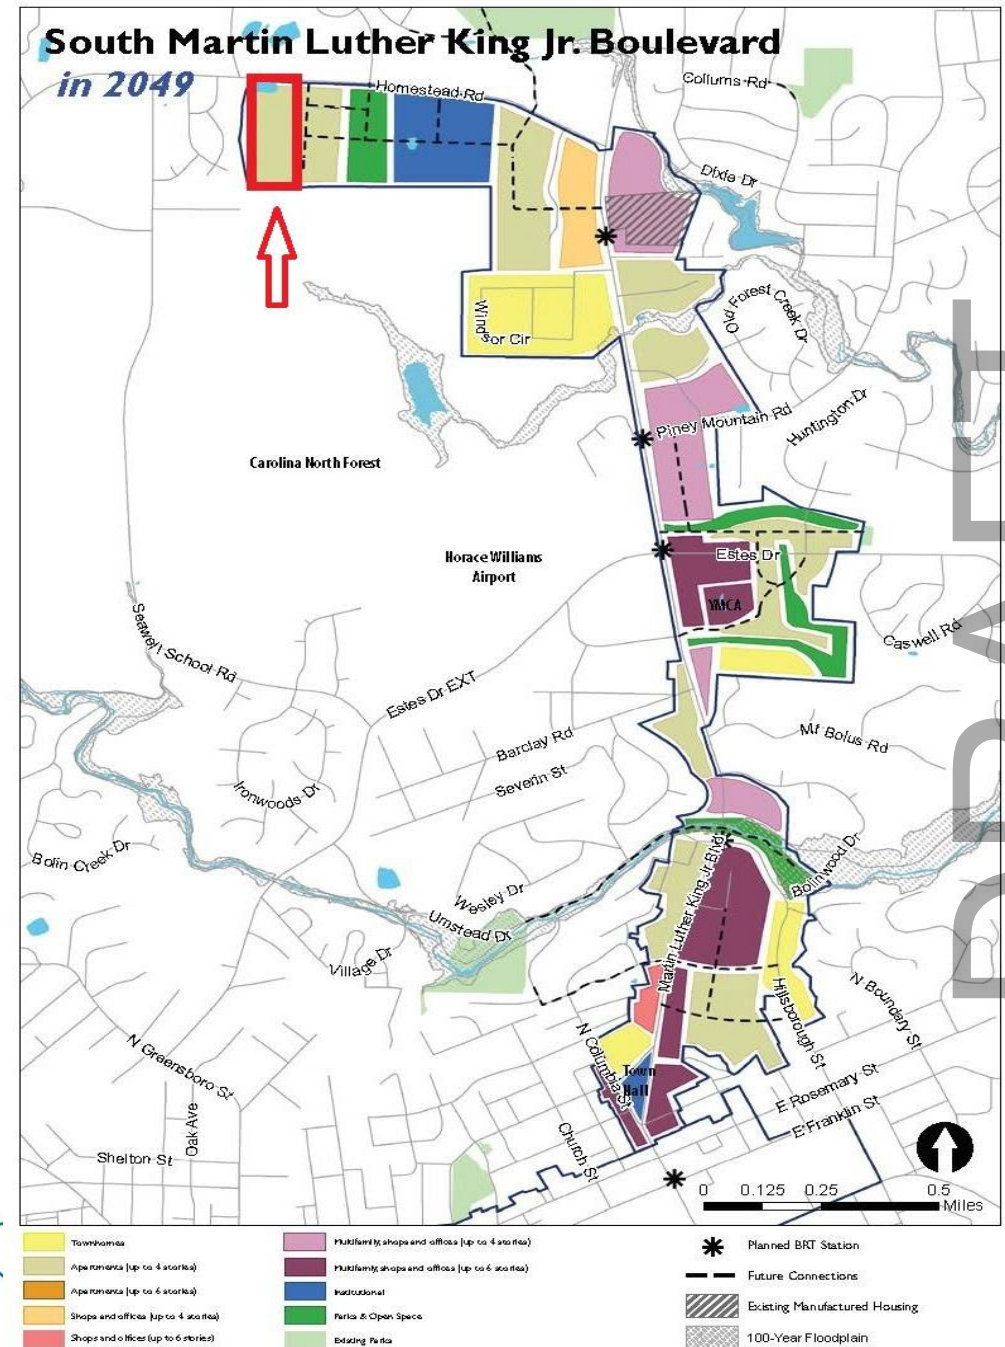 South Martin Luther King Jr. Boulevard
in 2049
Homestead Rd
Collums Rd
Dixie Dr
Old Forest Creek Dr
Windsor Cir
Piney Mountain Rd
Huntington Dr
Carolina North Forest
Horace Williams
Airport
Estes Dr
YMCA
Caswell Rd
Seawell School Rd
Estes Dr EXT
Barclay Rd
Severin St
Mt Bolus Rd
Ironwoods Dr
Bolin Creek Dr
Wesley Dr
Umstead Dr
Village Dr
Martin Luther King Jr Blvd
Bolinwood Dr
Hillsborough St
N Boundary St
N Columbia St
Town
Hall
N Greensboro St
Oak Ave
Shelton St
Church St
E Rosemary St
E Franklin St
0 0.125 0.25 0.5
Miles
DRAFT
Townhomes
Apartments (up to 4 stories)
Apartments (up to 6 stories)
Shops and offices (up to 4 stories)
Shops and offices (up to 6 stories)
Multifamily, shops and offices (up to 4 stories)
Multifamily, shops and offices (up to 6 stories)
Institutional
Parks & Open Space
Existing Parks
Planned BRT Station
Future Connections
Existing Manufactured Housing
100-Year Floodplain